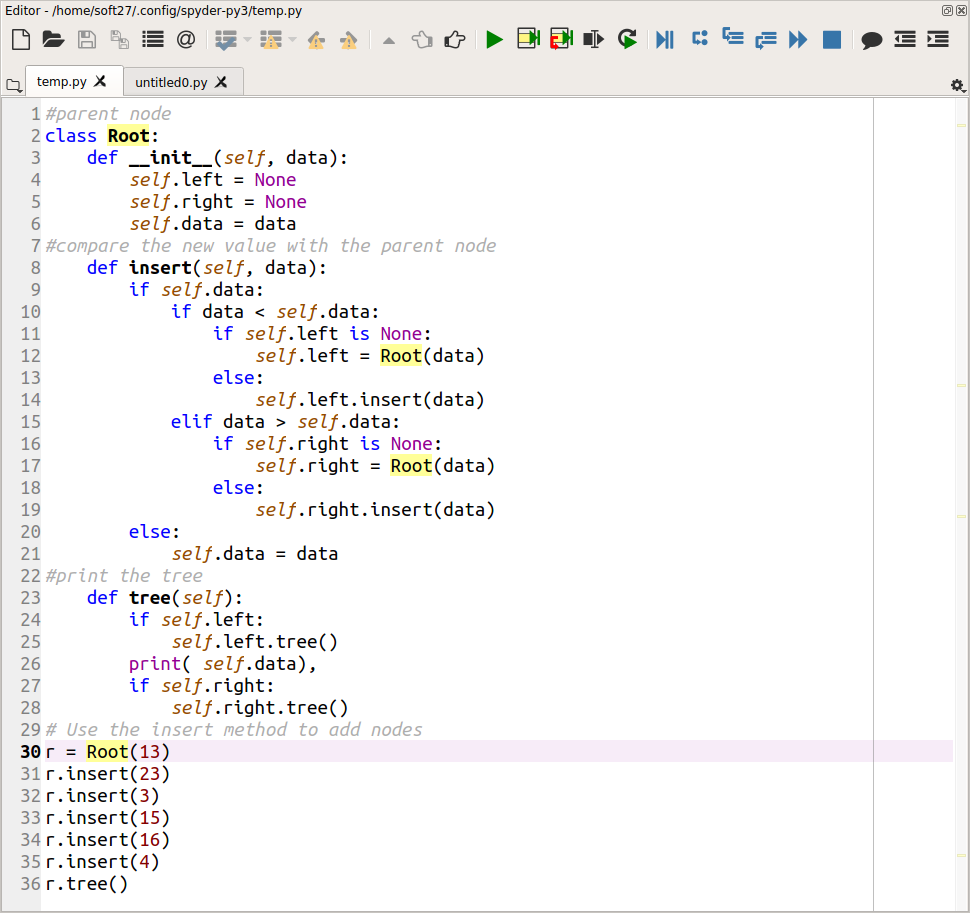 Editor - /home/soft27/.config/spyder-py3/temp.py
temp.py untitled0.py
1 #parent node
2 class Root:
3     def __init__(self, data):
4         self.left = None
5         self.right = None
6         self.data = data
7 #compare the new value with the parent node
8     def insert(self, data):
9         if self.data:
10             if data < self.data:
11                 if self.left is None:
12                     self.left = Root(data)
13                 else:
14                     self.left.insert(data)
15             elif data > self.data:
16                 if self.right is None:
17                     self.right = Root(data)
18                 else:
19                     self.right.insert(data)
20         else:
21             self.data = data
22 #print the tree
23     def tree(self):
24         if self.left:
25             self.left.tree()
26         print( self.data),
27         if self.right:
28             self.right.tree()
29 # Use the insert method to add nodes
30 r = Root(13)
31 r.insert(23)
32 r.insert(3)
33 r.insert(15)
34 r.insert(16)
35 r.insert(4)
36 r.tree()